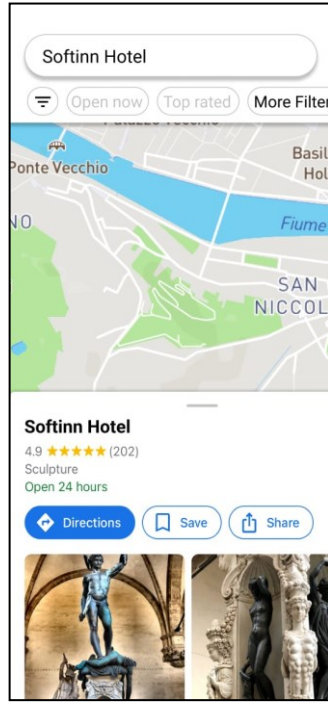 Softinn Hotel
Open now
Top rated
More Filter
Ponte Vecchio
Basil
Hol
NO
Fiume
SAN
NICCOL
Softinn Hotel
4.9 (202)
Sculpture
Open 24 hours
Directions
Save
Share